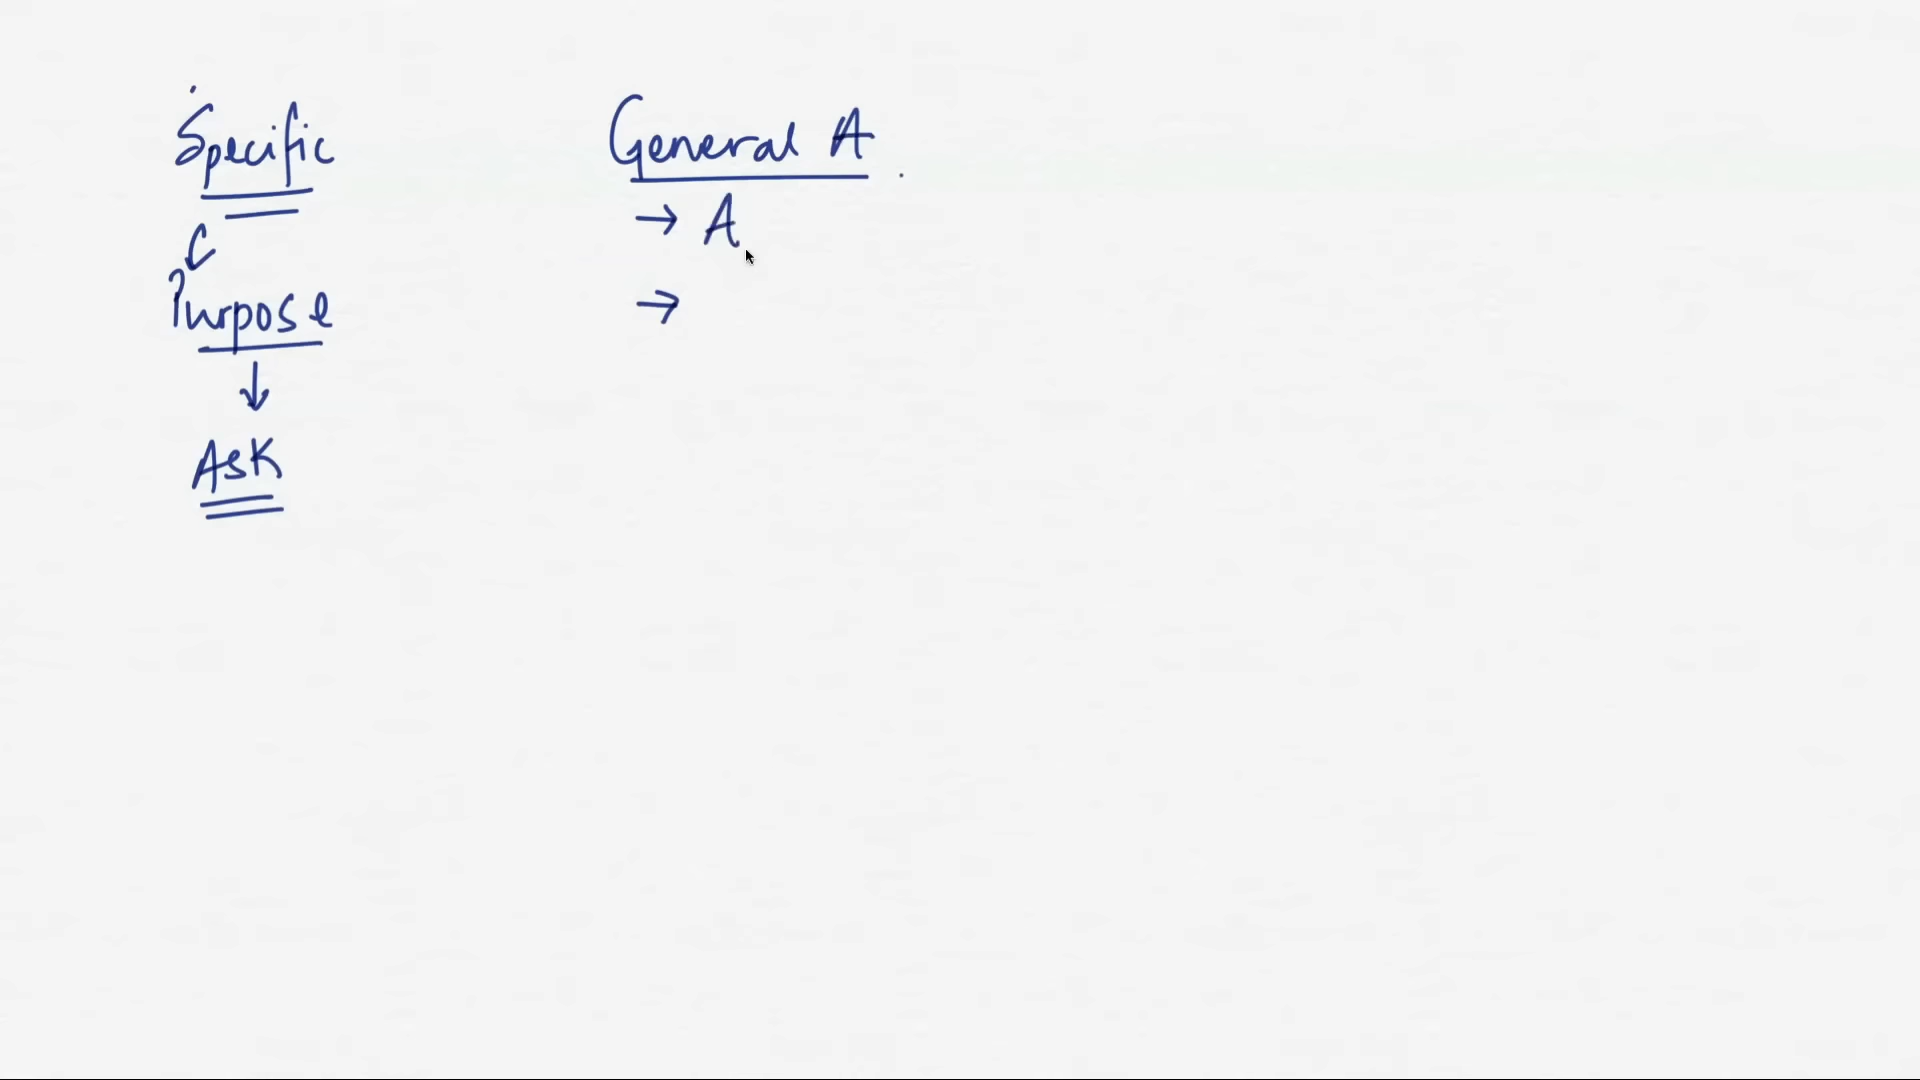 Specific
Purpose
↓
ASK
General A
→ A
→